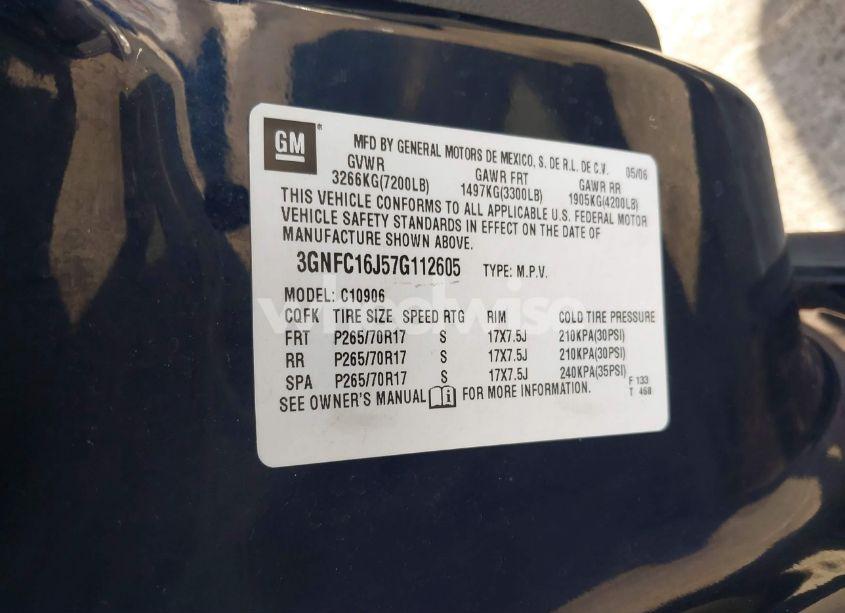 GM ® MFD BY GENERAL MOTORS DE MEXICO, S. DE R.L. DE C.V. 05/06
GVWR GAWR FRT GAWR RR
3266KG(7200LB) 1497KG(3300LB) 1905KG(4200LB)
THIS VEHICLE CONFORMS TO ALL APPLICABLE U.S. FEDERAL MOTOR
VEHICLE SAFETY STANDARDS IN EFFECT ON THE DATE OF
MANUFACTURE SHOWN ABOVE.
3GNFC16J57G112605 TYPE: M.P.V.
MODEL: C10906
CQFK TIRE SIZE SPEED RTG RIM COLD TIRE PRESSURE
FRT P265/70R17 S 17X7.5J 210KPA(30PSI)
RR P265/70R17 S 17X7.5J 210KPA(30PSI)
SPA P265/70R17 S 17X7.5J 240KPA(35PSI)
F 133
T 468
SEE OWNER'S MANUAL FOR MORE INFORMATION.